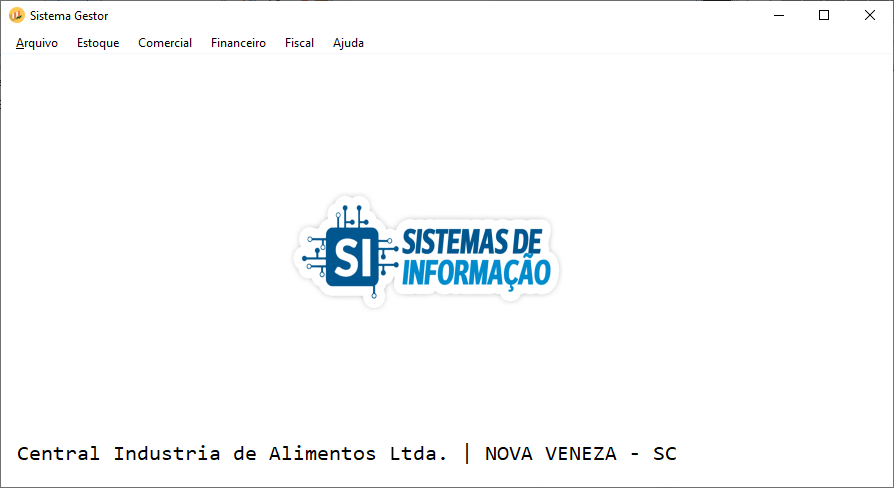 Sistema Gestor
Arquivo Estoque Comercial Financeiro Fiscal Ajuda
SI
SISTEMAS DE
INFORMAÇÃO
Central Industria de Alimentos Ltda. | NOVA VENEZA - SC